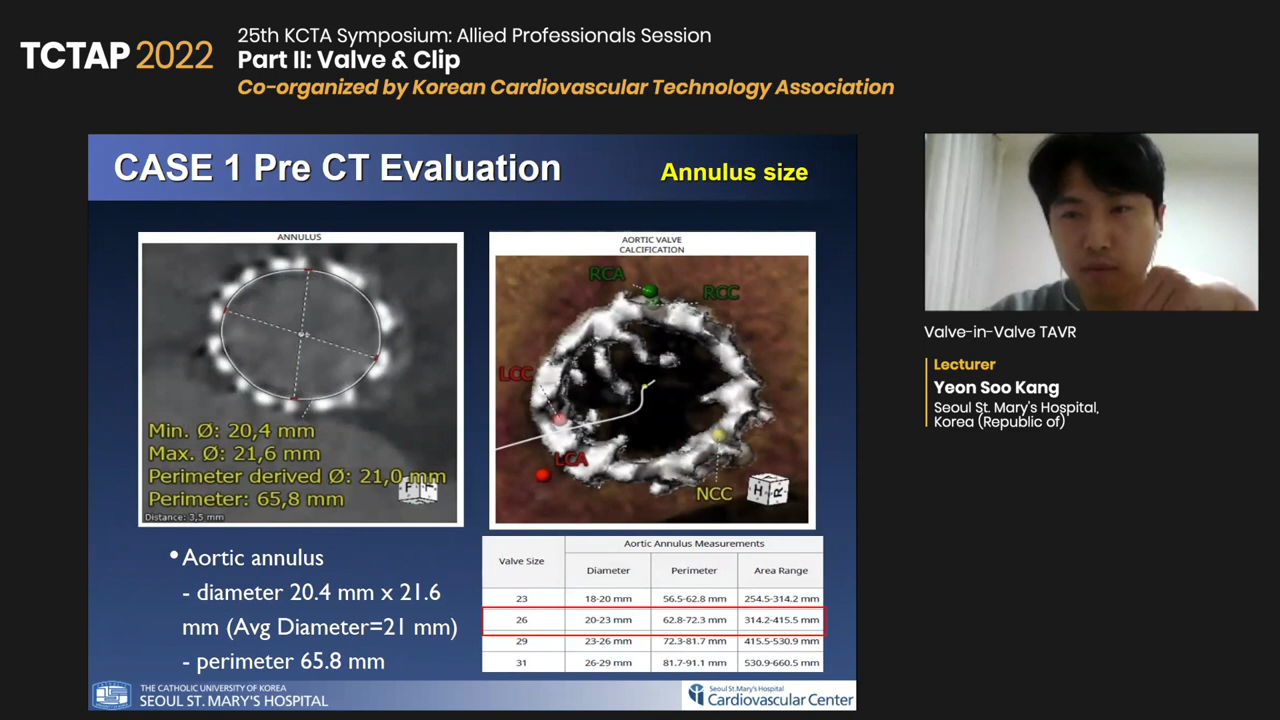 TCTAP 2022
25th KCTA Symposium: Allied Professionals Session
Part II: Valve & Clip
Co-organized by Korean Cardiovascular Technology Association
CASE 1 Pre CT Evaluation
Annulus size
ANNULUS
Min. Ø: 20,4 mm
Max. Ø: 21,6 mm
Perimeter derived Ø: 21,0 mm
Perimeter: 65,8 mm
Distance: 3,5 mm
AORTIC VALVE
CALCIFICATION
RCA
RCC
LCC
LCA
NCC
H R
• Aortic annulus
- diameter 20.4 mm x 21.6
mm (Avg Diameter=21 mm)
- perimeter 65.8 mm
Valve Size Aortic Annulus Measurements
Diameter Perimeter Area Range
23 18-20 mm 56.5-62.8 mm 254.5-314.2 mm
26 20-23 mm 62.8-72.3 mm 314.2-415.5 mm
29 23-26 mm 72.3-81.7 mm 415.5-530.9 mm
31 26-29 mm 81.7-91.1 mm 530.9-660.5 mm
THE CATHOLIC UNIVERSITY OF KOREA
SEOUL ST. MARY'S HOSPITAL
Seoul St. Mary's Hospital
Cardiovascular Center
Valve-in-Valve TAVR
Lecturer
Yeon Soo Kang
Seoul St. Mary's Hospital,
Korea (Republic of)